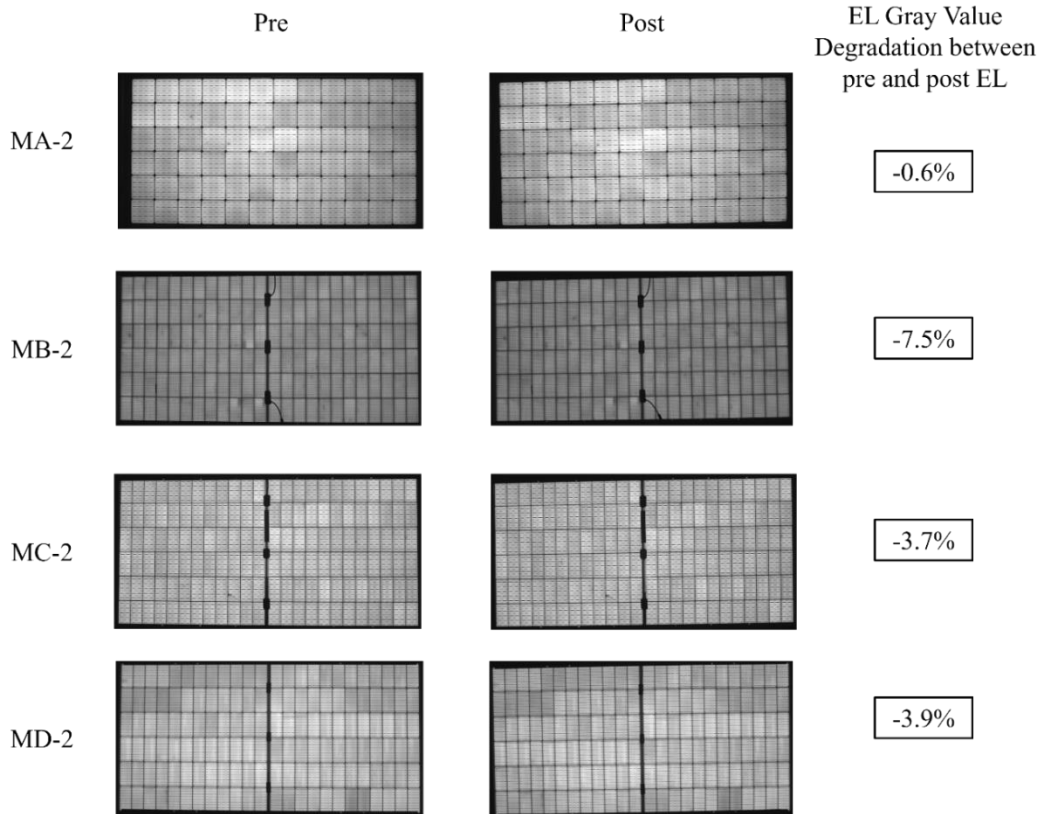 Pre
Post
EL Gray Value
Degradation between
pre and post EL
MA-2
-0.6%
MB-2
-7.5%
MC-2
-3.7%
MD-2
-3.9%